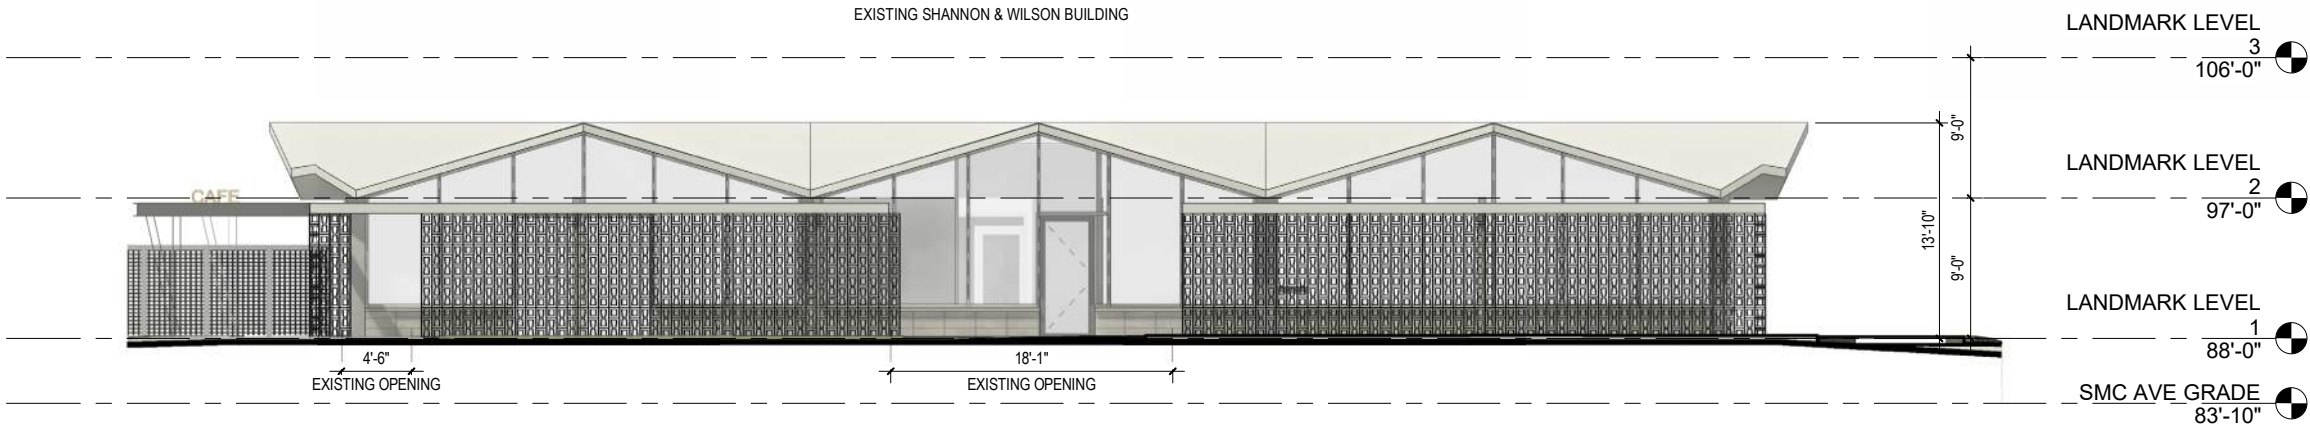 EXISTING SHANNON & WILSON BUILDING
LANDMARK LEVEL
3
106'-0"
9'-0"
LANDMARK LEVEL
2
97'-0"
CAFE
13'-10"
9'-0"
LANDMARK LEVEL
1
88'-0"
4'-6"
EXISTING OPENING
18'-1"
EXISTING OPENING
SMC AVE GRADE
83'-10"